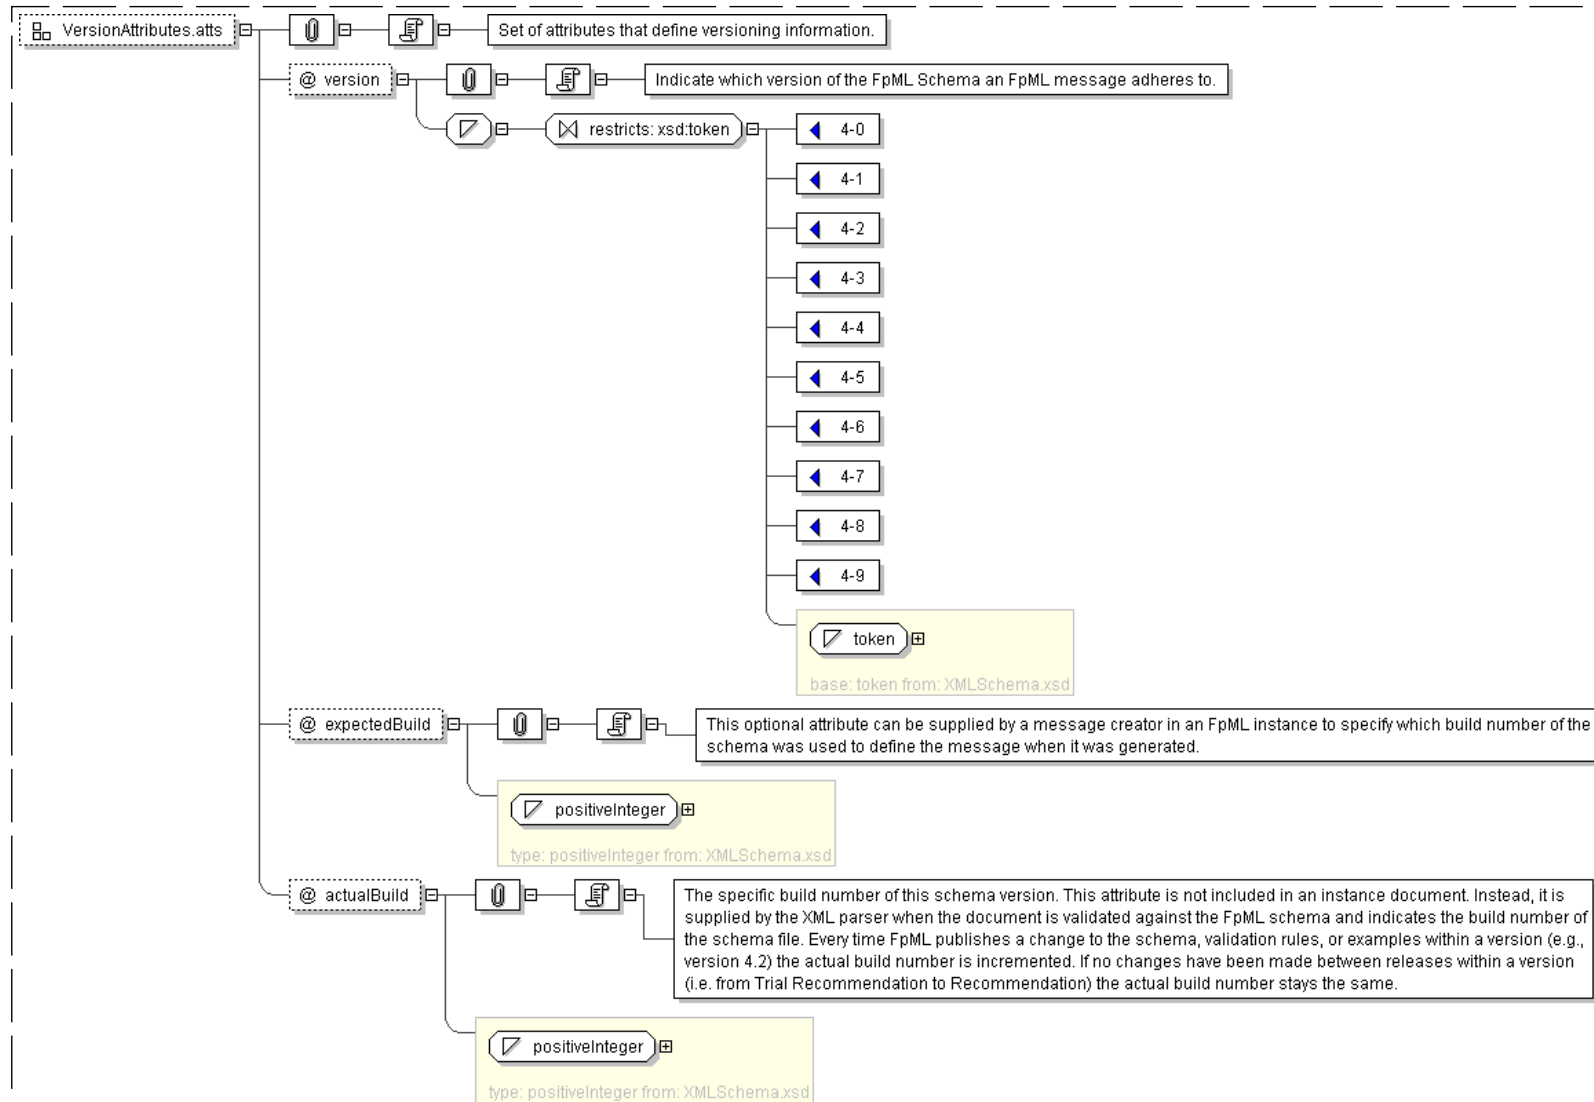 VersionAttributes.atts
Set of attributes that define versioning information.
@ version
Indicate which version of the FpML Schema an FpML message adheres to.
restricts: xsd:token
4-0
4-1
4-2
4-3
4-4
4-5
4-6
4-7
4-8
4-9
token
base: token from: XMLSchema.xsd
@ expectedBuild
This optional attribute can be supplied by a message creator in an FpML instance to specify which build number of the
schema was used to define the message when it was generated.
positiveInteger
type: positiveInteger from: XMLSchema.xsd
@ actualBuild
The specific build number of this schema version. This attribute is not included in an instance document. Instead, it is
supplied by the XML parser when the document is validated against the FpML schema and indicates the build number of
the schema file. Every time FpML publishes a change to the schema, validation rules, or examples within a version (e.g.,
version 4.2) the actual build number is incremented. If no changes have been made between releases within a version
(i.e. from Trial Recommendation to Recommendation) the actual build number stays the same.
positiveInteger
type: positiveInteger from: XMLSchema.xsd